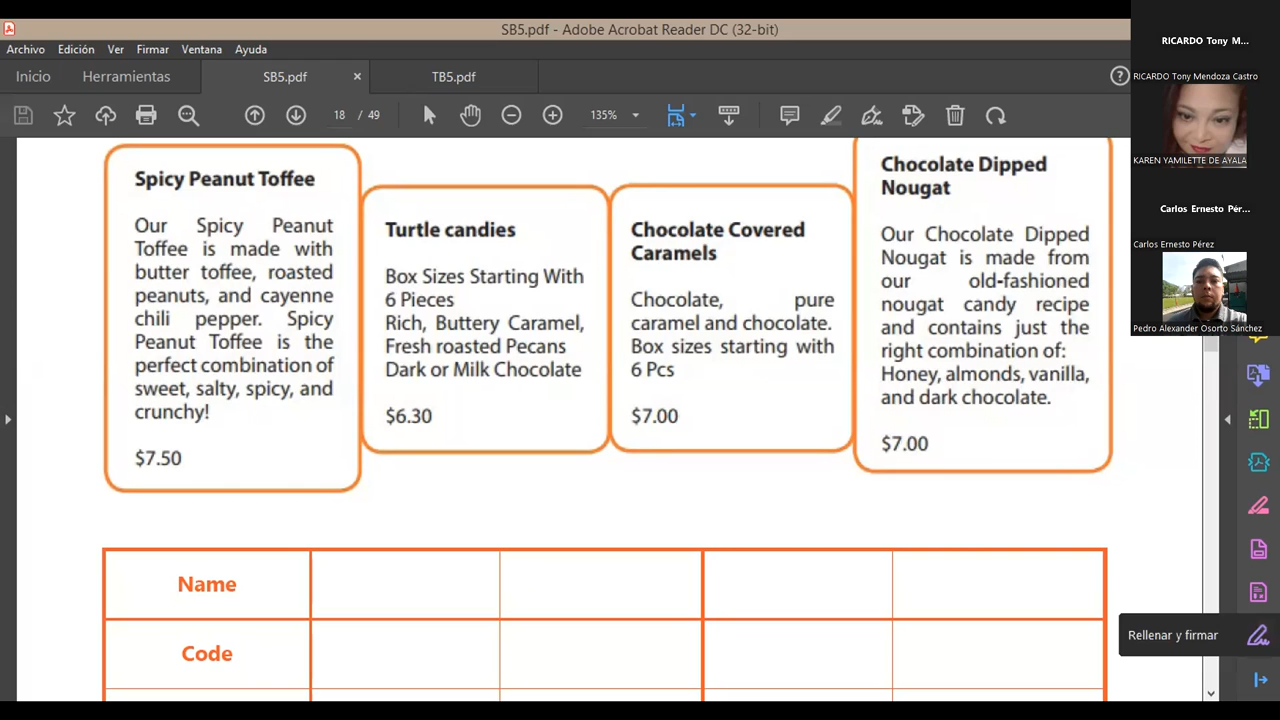 SB5.pdf - Adobe Acrobat Reader DC (32-bit)
Archivo Edición Ver Firmar Ventana Ayuda
Inicio Herramientas SB5.pdf × TB5.pdf
18 / 49 135%
Spicy Peanut Toffee
Our Spicy Peanut
Toffee is made with
butter toffee, roasted
peanuts, and cayenne
chili pepper. Spicy
Peanut Toffee is the
perfect combination of
sweet, salty, spicy, and
crunchy!
$7.50
Turtle candies
Box Sizes Starting With
6 Pieces
Rich, Buttery Caramel,
Fresh roasted Pecans
Dark or Milk Chocolate
$6.30
Chocolate Covered
Caramels
Chocolate, pure
caramel and chocolate.
Box sizes starting with
6 Pcs
$7.00
Chocolate Dipped
Nougat
Our Chocolate Dipped
Nougat is made from
our old-fashioned
nougat candy recipe
and contains just the
right combination of:
Honey, almonds, vanilla,
and dark chocolate.
$7.00
Name
Code
RICARDO Tony M...
RICARDO Tony Mendoza Castro
KAREN YAMILETTE DE AYALA
Carlos Ernesto Pér...
Carlos Ernesto Pérez
Pedro Alexander Osorto Sánchez
Rellenar y firmar